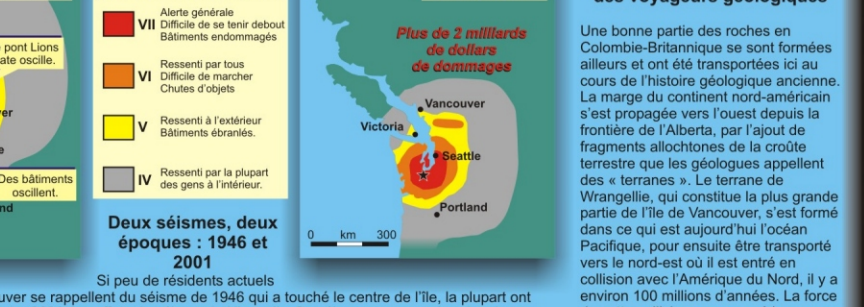 pont Lions
ate oscille.
Des bâtiments
oscillent.
VII
Alerte générale
Difficile de se tenir debout
Bâtiments endommagés
VI
Ressenti par tous
Difficile de marcher
Chutes d'objets
V
Ressenti à l'extérieur
Bâtiments ébranlés.
IV
Ressenti par la plupart
des gens à l'intérieur.
Deux séismes, deux
époques : 1946 et
2001
Si peu de résidents actuels
uver se rappellent du séisme de 1946 qui a touché le centre de l'île, la plupart ont
Plus de 2 milliards
de dollars
de dommages
Vancouver
Victoria
Seattle
Portland
0 km 300
des voyageurs géologiques
Une bonne partie des roches en
Colombie-Britannique se sont formées
ailleurs et ont été transportées ici au
cours de l'histoire géologique ancienne.
La marge du continent nord-américain
s'est propagée vers l'ouest depuis la
frontière de l'Alberta, par l'ajout de
fragments allochtones de la croûte
terrestre que les géologues appellent
des « terranes ». Le terrane de
Wrangellie, qui constitue la plus grande
partie de l'île de Vancouver, s'est formé
dans ce qui est aujourd'hui l'océan
Pacifique, pour ensuite être transporté
vers le nord-est où il est entré en
collision avec l'Amérique du Nord, il y a
environ 100 millions d'années. La force